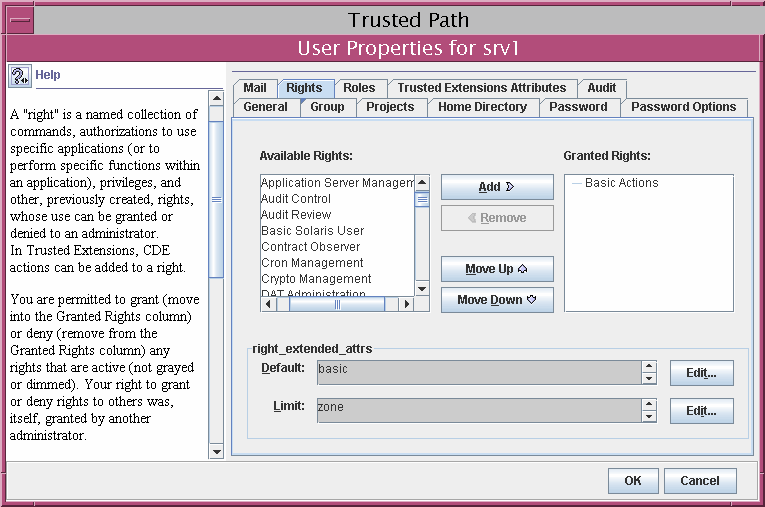 Trusted Path
User Properties for srv1
Help
A "right" is a named collection of
commands, authorizations to use
specific applications (or to
perform specific functions within
an application), privileges, and
other, previously created, rights,
whose use can be granted or
denied to an administrator.
In Trusted Extensions, CDE
actions can be added to a right.
You are permitted to grant (move
into the Granted Rights column)
or deny (remove from the
Granted Rights column) any
rights that are active (not grayed
or dimmed). Your right to grant
or deny rights to others was,
itself, granted by another
administrator.
Mail Rights Roles Trusted Extensions Attributes Audit
General Group Projects Home Directory Password Password Options
Available Rights:
Application Server Managem
Audit Control
Audit Review
Basic Solaris User
Contract Observer
Cron Management
Crypto Management
DAT Administration
Add
Remove
Move Up
Move Down
Granted Rights:
Basic Actions
right_extended_attrs
Default: basic Edit...
Limit: zone Edit...
OK Cancel